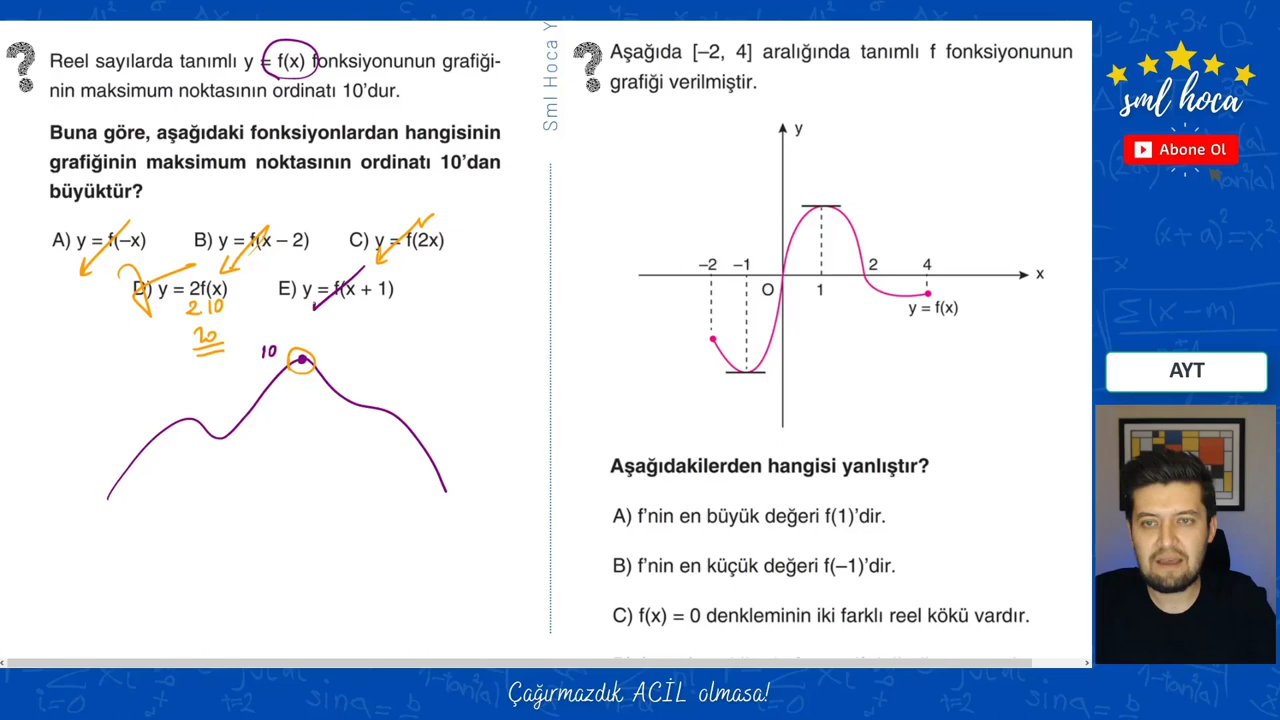 Reel sayılarda tanımlı y = f(x) fonksiyonunun grafiği-
nin maksimum noktasının ordinatı 10'dur.
Buna göre, aşağıdaki fonksiyonlardan hangisinin
grafiğinin maksimum noktasının ordinatı 10'dan
büyüktür?
A) y = f(–x) B) y = f(x – 2) C) y = f(2x)
D) y = 2f(x) E) y = f(x + 1)
2 10
20
10
Sml Hoca Y
Aşağıda [–2, 4] aralığında tanımlı f fonksiyonunun
grafiği verilmiştir.
y
–2 –1 2 4
x
O 1
y = f(x)
Aşağıdakilerden hangisi yanlıştır?
A) f'nin en büyük değeri f(1)'dir.
B) f'nin en küçük değeri f(–1)'dir.
C) f(x) = 0 denkleminin iki farklı reel kökü vardır.
sml hoca
Abone Ol
AYT
Çağırmazdık ACİL olmasa!